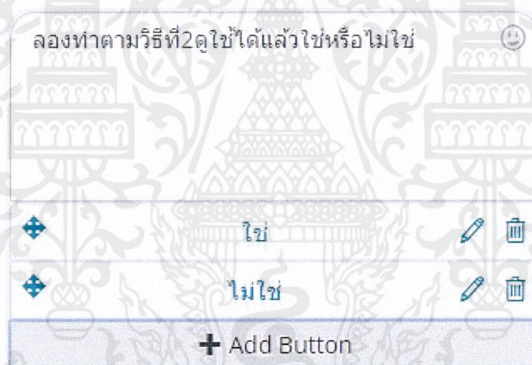 ลองทำตามวิธีที่2ดูใช้ได้แล้วใช่หรือไม่ใช่
ใช่
ไม่ใช่
+ Add Button